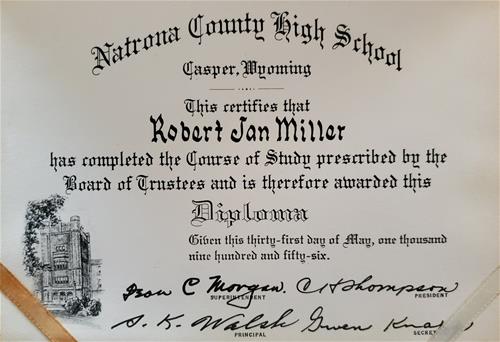 Natrona County High School
Casper, Wyoming
This certifies that
Robert Jan Miller
has completed the Course of Study prescribed by the
Board of Trustees and is therefore awarded this
Diploma
Given this thirty-first day of May, one thousand
nine hundred and fifty-six.
C Morgan. C H Thompson
SUPERINTENDENT PRESIDENT
S. K. Walsh Gwen
PRINCIPAL